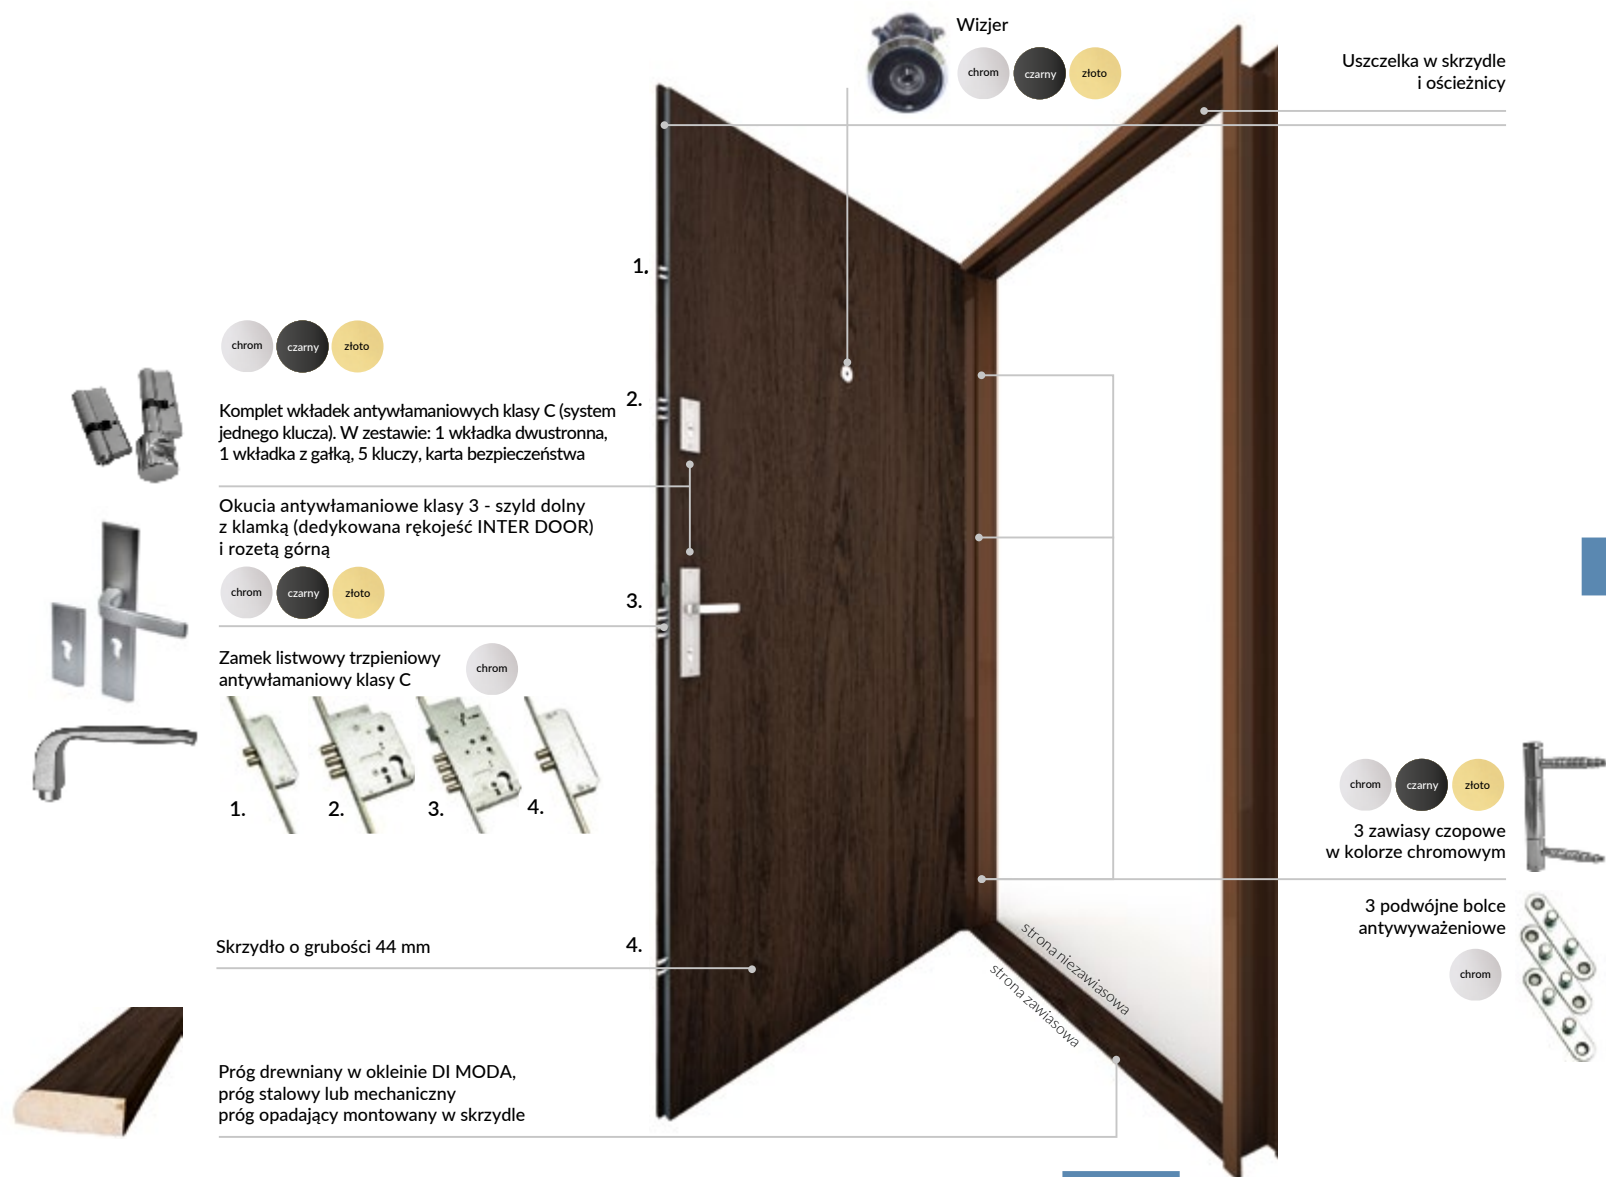 Wizjer
chrom
czarny
złoto
Uszczelka w skrzydle
i ościeżnicy
1.
chrom
czarny
złoto
Komplet wkładek antywłamaniowych klasy C (system
jednego klucza). W zestawie: 1 wkładka dwustronna,
1 wkładka z gałką, 5 kluczy, karta bezpieczeństwa
2.
Okucia antywłamaniowe klasy 3 - szyld dolny
z klamką (dedykowana rękojeść INTER DOOR)
i rozetą górną
chrom
czarny
złoto
3.
Zamek listwowy trzpieniowy
antywłamaniowy klasy C
chrom
1.
2.
3.
4.
chrom
czarny
złoto
3 zawiasy czopowe
w kolorze chromowym
3 podwójne bolce
antywyważeniowe
chrom
Skrzydło o grubości 44 mm
4.
strona niezawiasowa
strona zawiasowa
Próg drewniany w okleinie DI MODA,
próg stalowy lub mechaniczny
próg opadający montowany w skrzydle